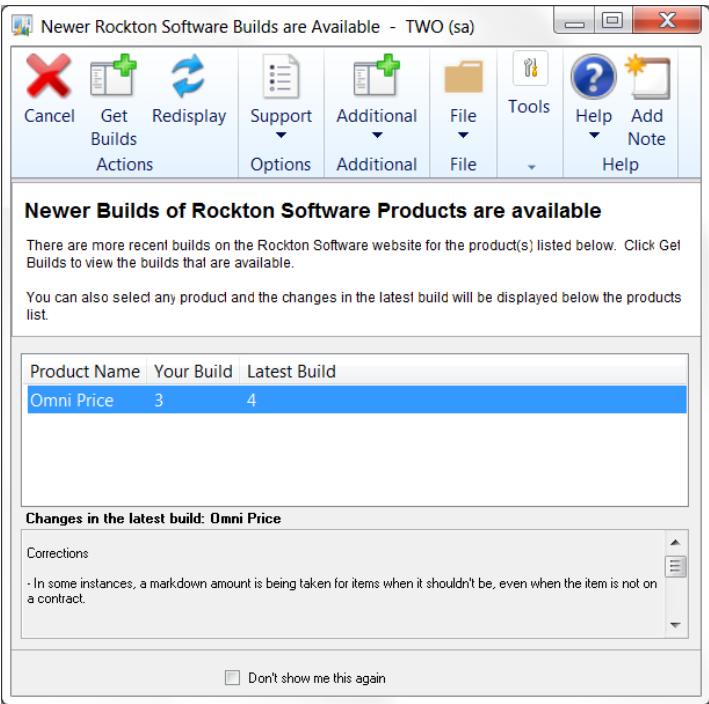 Newer Rockton Software Builds are Available - TWO (sa)
Cancel Get Builds Redisplay Support Additional File Tools Help Add Note
Actions Options Additional File Help
Newer Builds of Rockton Software Products are available
There are more recent builds on the Rockton Software website for the product(s) listed below. Click Get
Builds to view the builds that are available.
You can also select any product and the changes in the latest build will be displayed below the products
list.
Product Name Your Build Latest Build
Omni Price 3 4
Changes in the latest build: Omni Price
Corrections
- In some instances, a markdown amount is being taken for items when it shouldn't be, even when the item is not on
a contract.
Don't show me this again